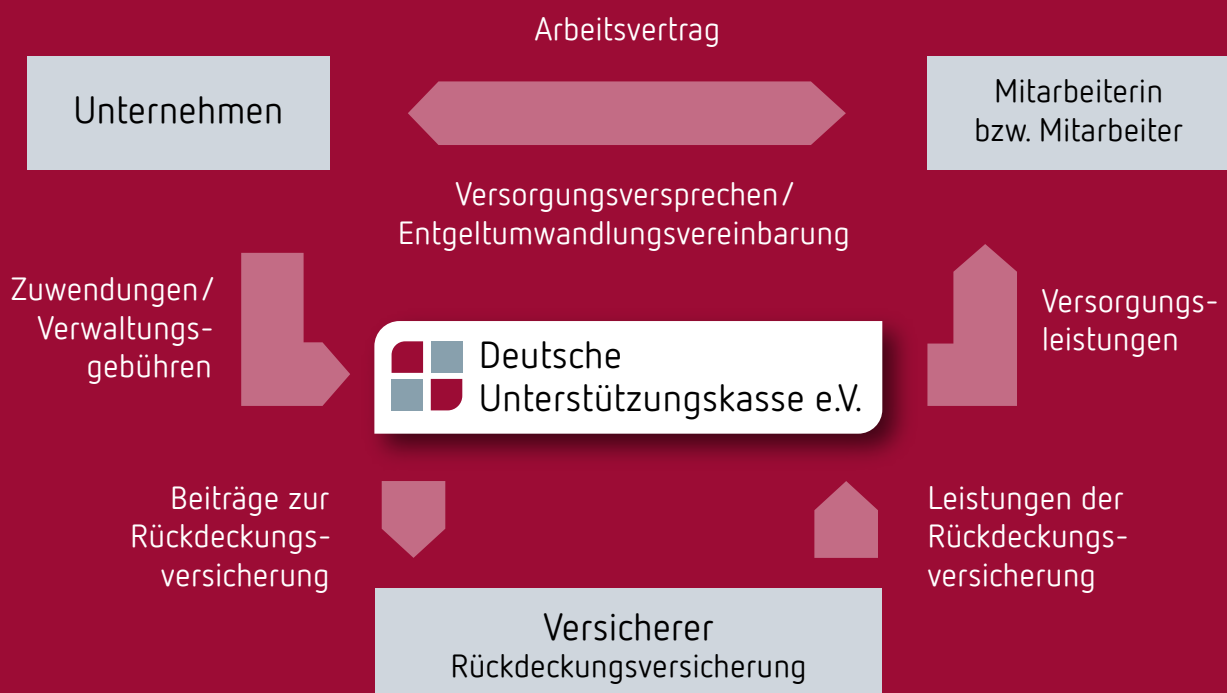 Arbeitsvertrag
Unternehmen
Mitarbeiterin
bzw. Mitarbeiter
Versorgungsversprechen/
Entgeltumwandlungsvereinbarung
Zuwendungen/
Verwaltungs-
gebühren
Deutsche
Unterstützungskasse e.V.
Versorgungs-
leistungen
Beiträge zur
Rückdeckungs-
versicherung
Leistungen der
Rückdeckungs-
versicherung
Versicherer
Rückdeckungsversicherung